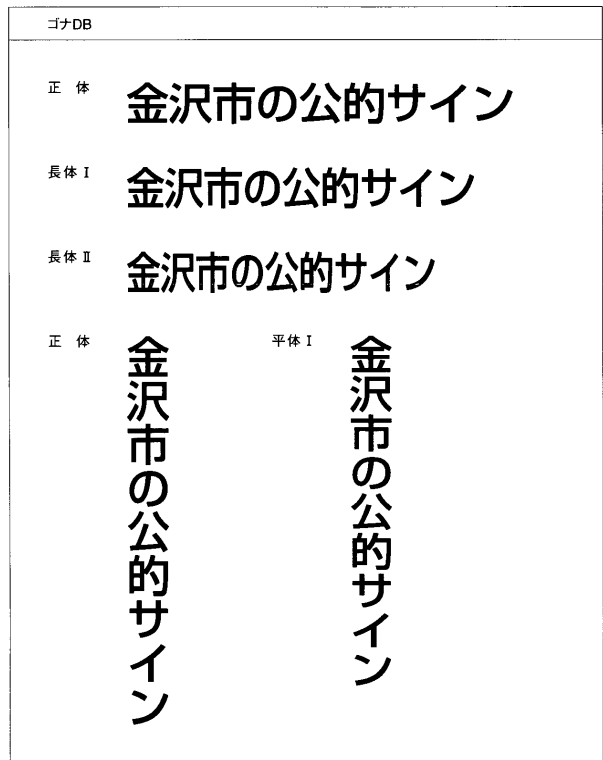 ゴナDB
正 体
金沢市の公的サイン
長体 I
金沢市の公的サイン
長体 II
金沢市の公的サイン
正 体
金沢市の公的サイン
平体 I
金沢市の公的サイン